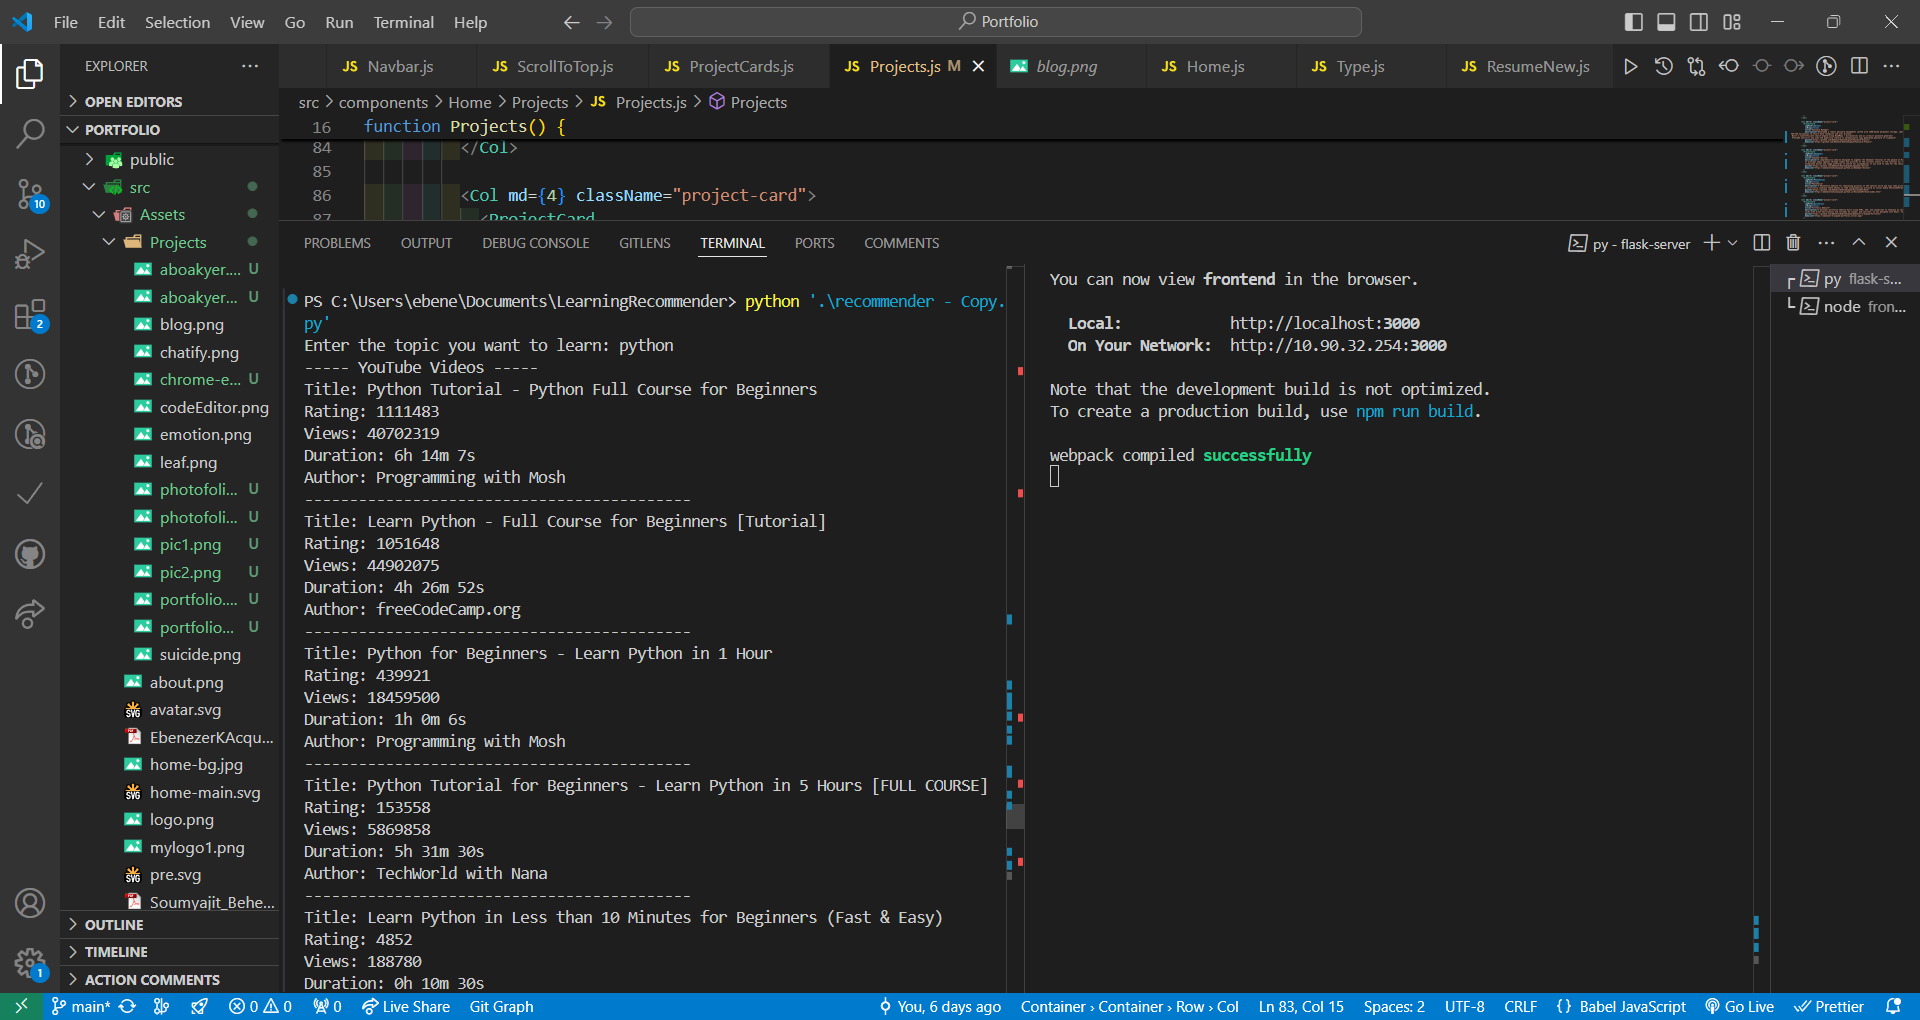 File Edit Selection View Go Run Terminal Help
Portfolio
EXPLORER
OPEN EDITORS
PORTFOLIO
public
src
Assets
Projects
aboakyer.... U
aboakyer... U
blog.png
chatify.png
chrome-e... U
codeEditor.png
emotion.png
leaf.png
photofoli... U
photofoli... U
pic1.png U
pic2.png U
portfolio.... U
portfolio... U
suicide.png
about.png
avatar.svg
EbenezerKAcqu...
home-bg.jpg
home-main.svg
logo.png
mylogo1.png
pre.svg
Soumyajit_Behe...
OUTLINE
TIMELINE
ACTION COMMENTS
10
2
1
JS Navbar.js JS ScrollToTop.js JS ProjectCards.js JS Projects.js M blog.png JS Home.js JS Type.js JS ResumeNew.js
src > components > Home > Projects > JS Projects.js > Projects
16 function Projects() {
84 </Col>
85
86 <Col md={4} className="project-card">
87 <ProjectCard
PROBLEMS OUTPUT DEBUG CONSOLE GITLENS TERMINAL PORTS COMMENTS
py - flask-server
PS C:\Users\ebene\Documents\LearningRecommender> python '.\recommender - Copy.
py'
Enter the topic you want to learn: python
----- YouTube Videos -----
Title: Python Tutorial - Python Full Course for Beginners
Rating: 1111483
Views: 40702319
Duration: 6h 14m 7s
Author: Programming with Mosh
-------------------------------------------
Title: Learn Python - Full Course for Beginners [Tutorial]
Rating: 1051648
Views: 44902075
Duration: 4h 26m 52s
Author: freeCodeCamp.org
-------------------------------------------
Title: Python for Beginners - Learn Python in 1 Hour
Rating: 439921
Views: 18459500
Duration: 1h 0m 6s
Author: Programming with Mosh
-------------------------------------------
Title: Python Tutorial for Beginners - Learn Python in 5 Hours [FULL COURSE]
Rating: 153558
Views: 5869858
Duration: 5h 31m 30s
Author: TechWorld with Nana
-------------------------------------------
Title: Learn Python in Less than 10 Minutes for Beginners (Fast & Easy)
Rating: 4852
Views: 188780
Duration: 0h 10m 30s
You can now view frontend in the browser.
Local: http://localhost:3000
On Your Network: http://10.90.32.254:3000
Note that the development build is not optimized.
To create a production build, use npm run build.
webpack compiled successfully
py flask-s...
node fron...
main* 0 0 0 Live Share Git Graph You, 6 days ago Container › Container › Row › Col Ln 83, Col 15 Spaces: 2 UTF-8 CRLF {} Babel JavaScript Go Live Prettier